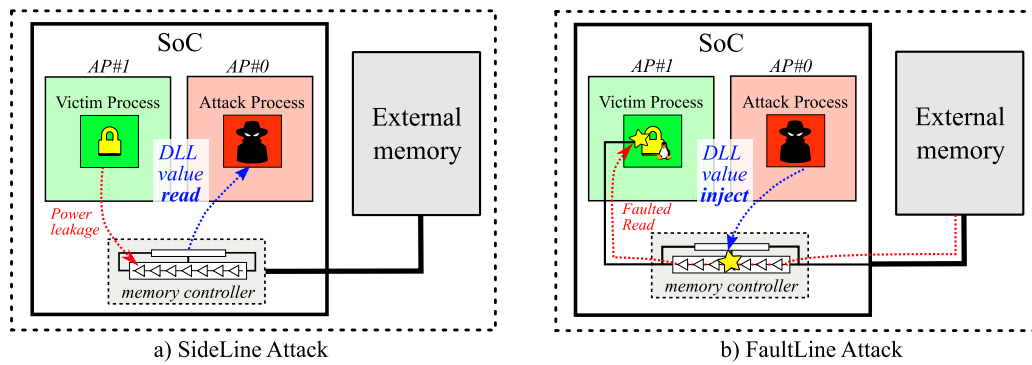 SoC
AP#1
AP#0
Victim Process
Attack Process
DLL
value
read
Power
leakage
memory controller
External
memory
a) SideLine Attack
SoC
AP#1
AP#0
Victim Process
Attack Process
DLL
value
inject
Faulted
Read
memory controller
External
memory
b) FaultLine Attack